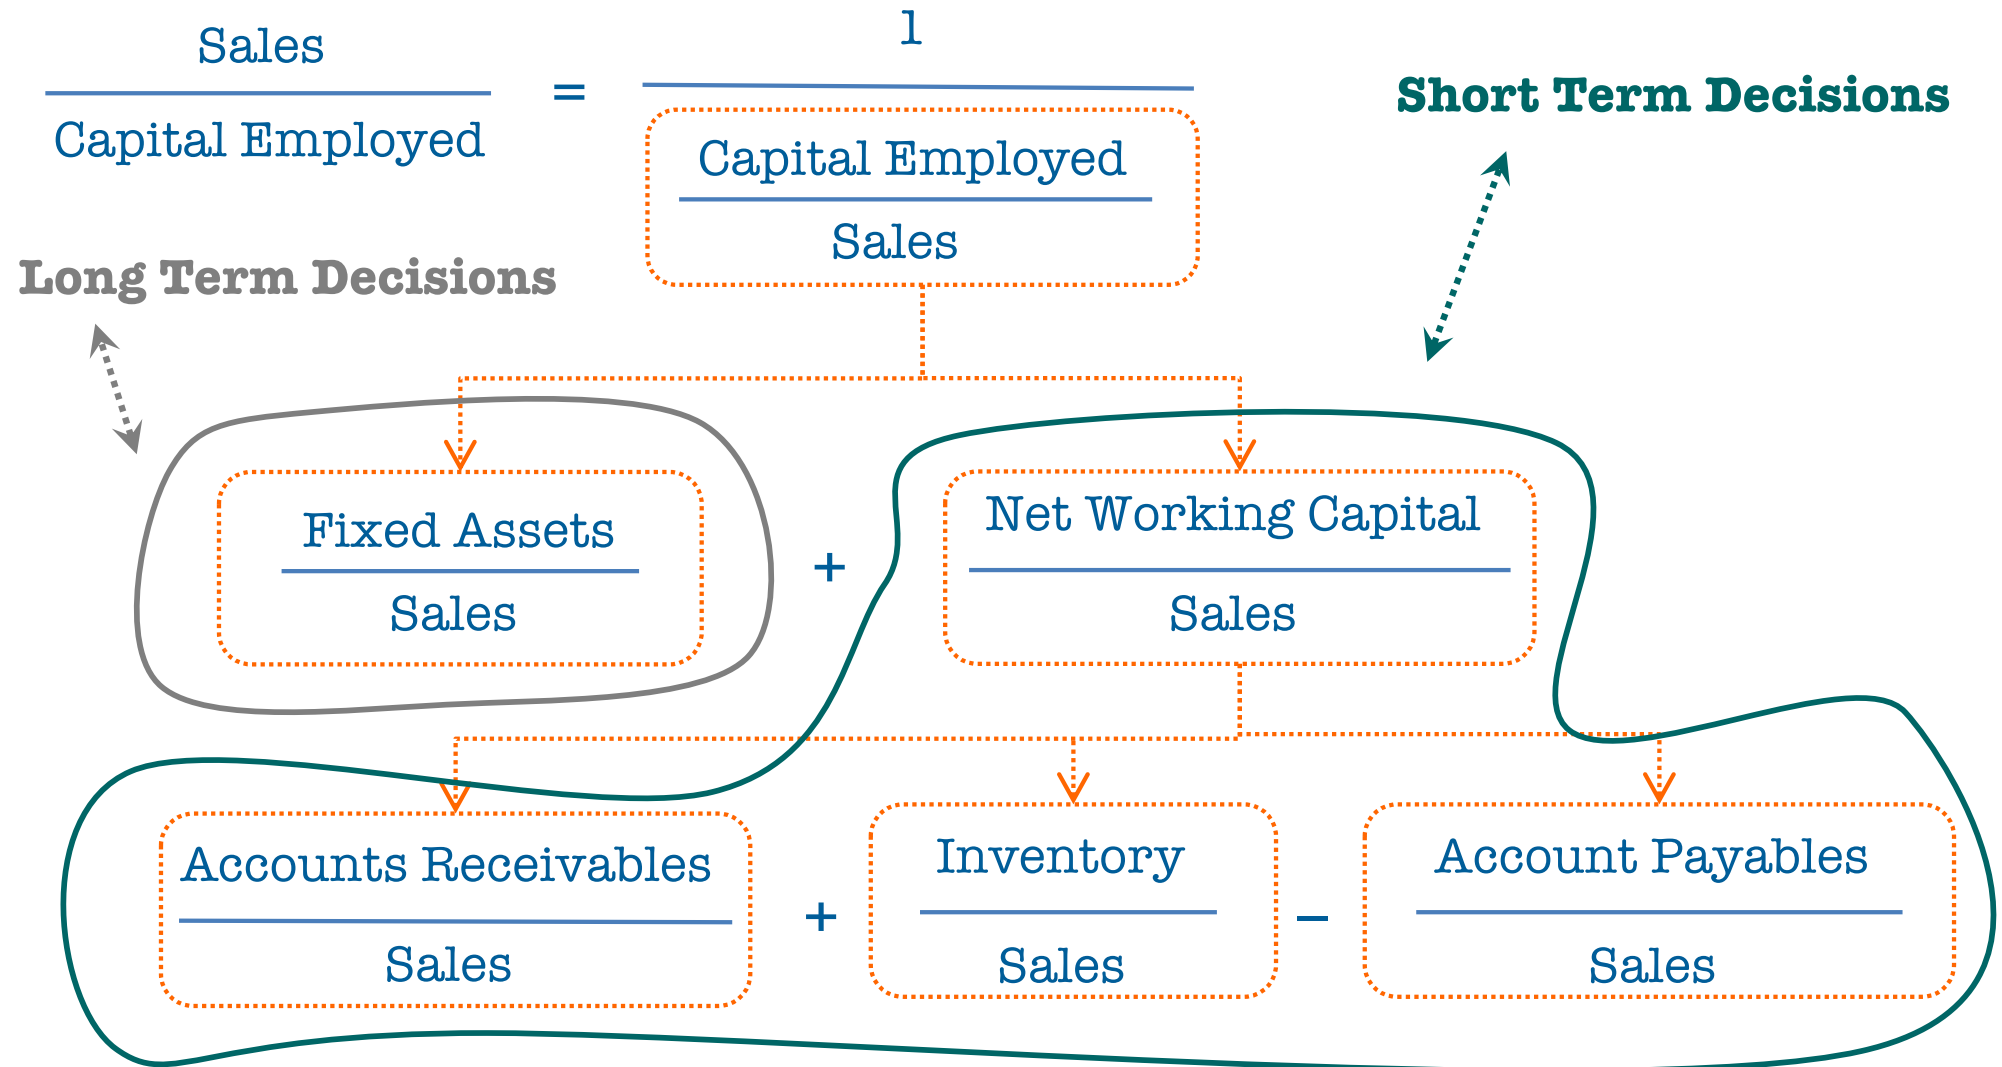 Sales
Capital Employed
=
1
Capital Employed
Sales
Short Term Decisions
Long Term Decisions
Fixed Assets
Sales
+
Net Working Capital
Sales
Accounts Receivables
Sales
+
Inventory
Sales
−
Account Payables
Sales